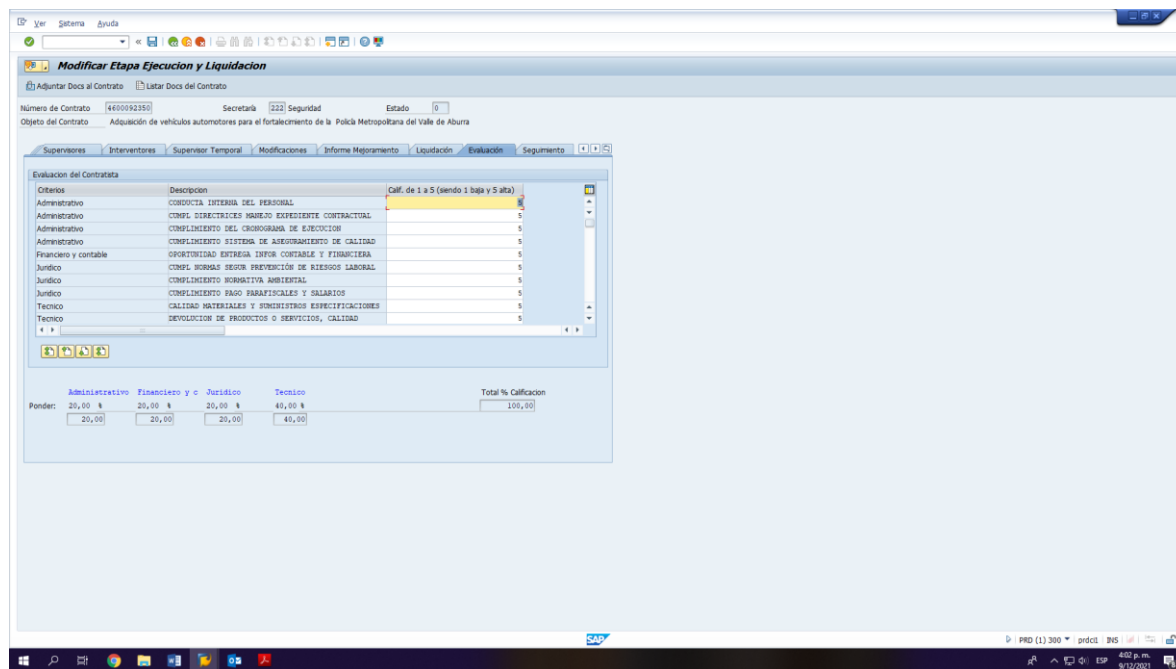 Ver Sistema Ayuda
Modificar Etapa Ejecucion y Liquidacion
Adjuntar Docs al Contrato Listar Docs del Contrato
Número de Contrato 4600092350 Secretaría 222 Seguridad Estado 0
Objeto del Contrato Adquisición de vehículos automotores para el fortalecimiento de la Policía Metropolitana del Valle de Aburra
Supervisores Interventores Supervisor Temporal Modificaciones Informe Mejoramiento Liquidación Evaluación Seguimiento
Evaluacion del Contratista
Criterios Descripcion Calif. de 1 a 5 (siendo 1 baja y 5 alta)
Administrativo CONDUCTA INTERNA DEL PERSONAL 5
Administrativo CUMPL DIRECTRICES MANEJO EXPEDIENTE CONTRACTUAL 5
Administrativo CUMPLIMIENTO DEL CRONOGRAMA DE EJECUCION 5
Administrativo CUMPLIMIENTO SISTEMA DE ASEGURAMIENTO DE CALIDAD 5
Financiero y contable OPORTUNIDAD ENTREGA INFOR CONTABLE Y FINANCIERA 5
Juridico CUMPL NORMAS SEGUR PREVENCIÓN DE RIESGOS LABORAL 5
Juridico CUMPLIMIENTO NORMATIVA AMBIENTAL 5
Juridico CUMPLIMIENTO PAGO PARAFISCALES Y SALARIOS 5
Tecnico CALIDAD MATERIALES Y SUMINISTROS ESPECIFICACIONES 5
Tecnico DEVOLUCION DE PRODUCTOS O SERVICIOS, CALIDAD 5
Administrativo Financiero y c Juridico Tecnico Total % Calificacion
Ponder: 20,00 % 20,00 % 20,00 % 40,00 % 100,00
20,00 20,00 20,00 40,00
SAP PRD (1) 300 prdci1 INS
ESP 4:02 p. m.
9/12/2021